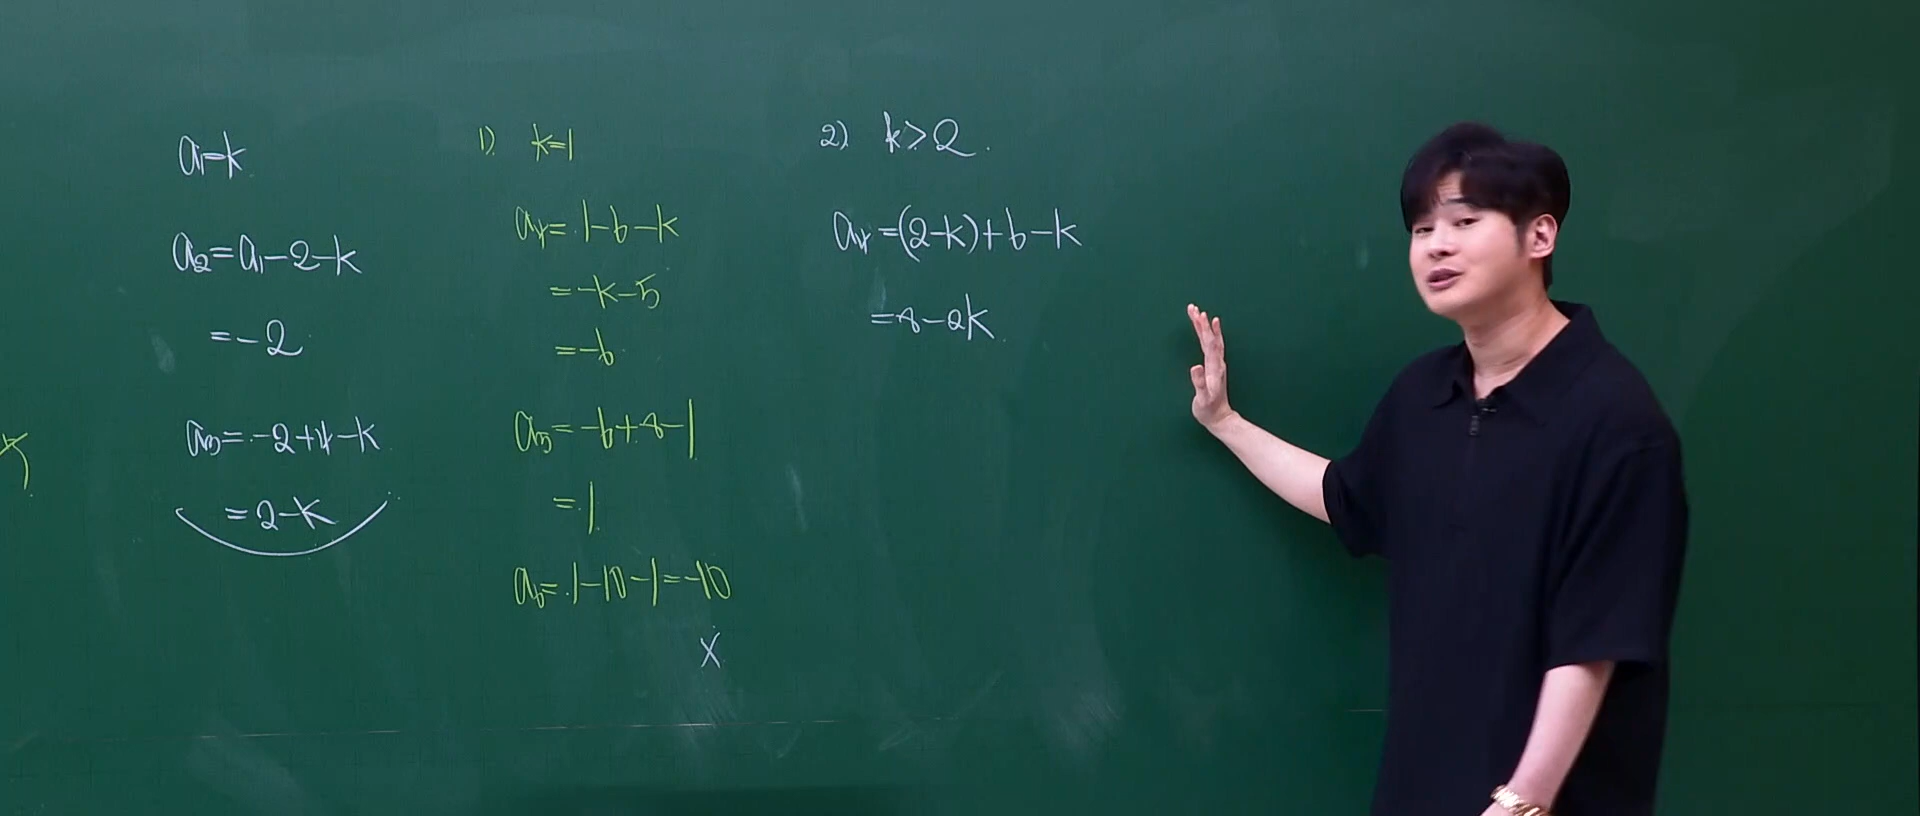 a₁=k
a₂=a₁-2-k
=-2
a₃=-2+4-k
=2-k
1) k=1
a₄=1-6-k
=-k-5
=-6
a₅=-6+8-1
=1
a₆=1-10-1=-10
X
2) k>2.
a₄=(2-k)+6-k
=8-2k